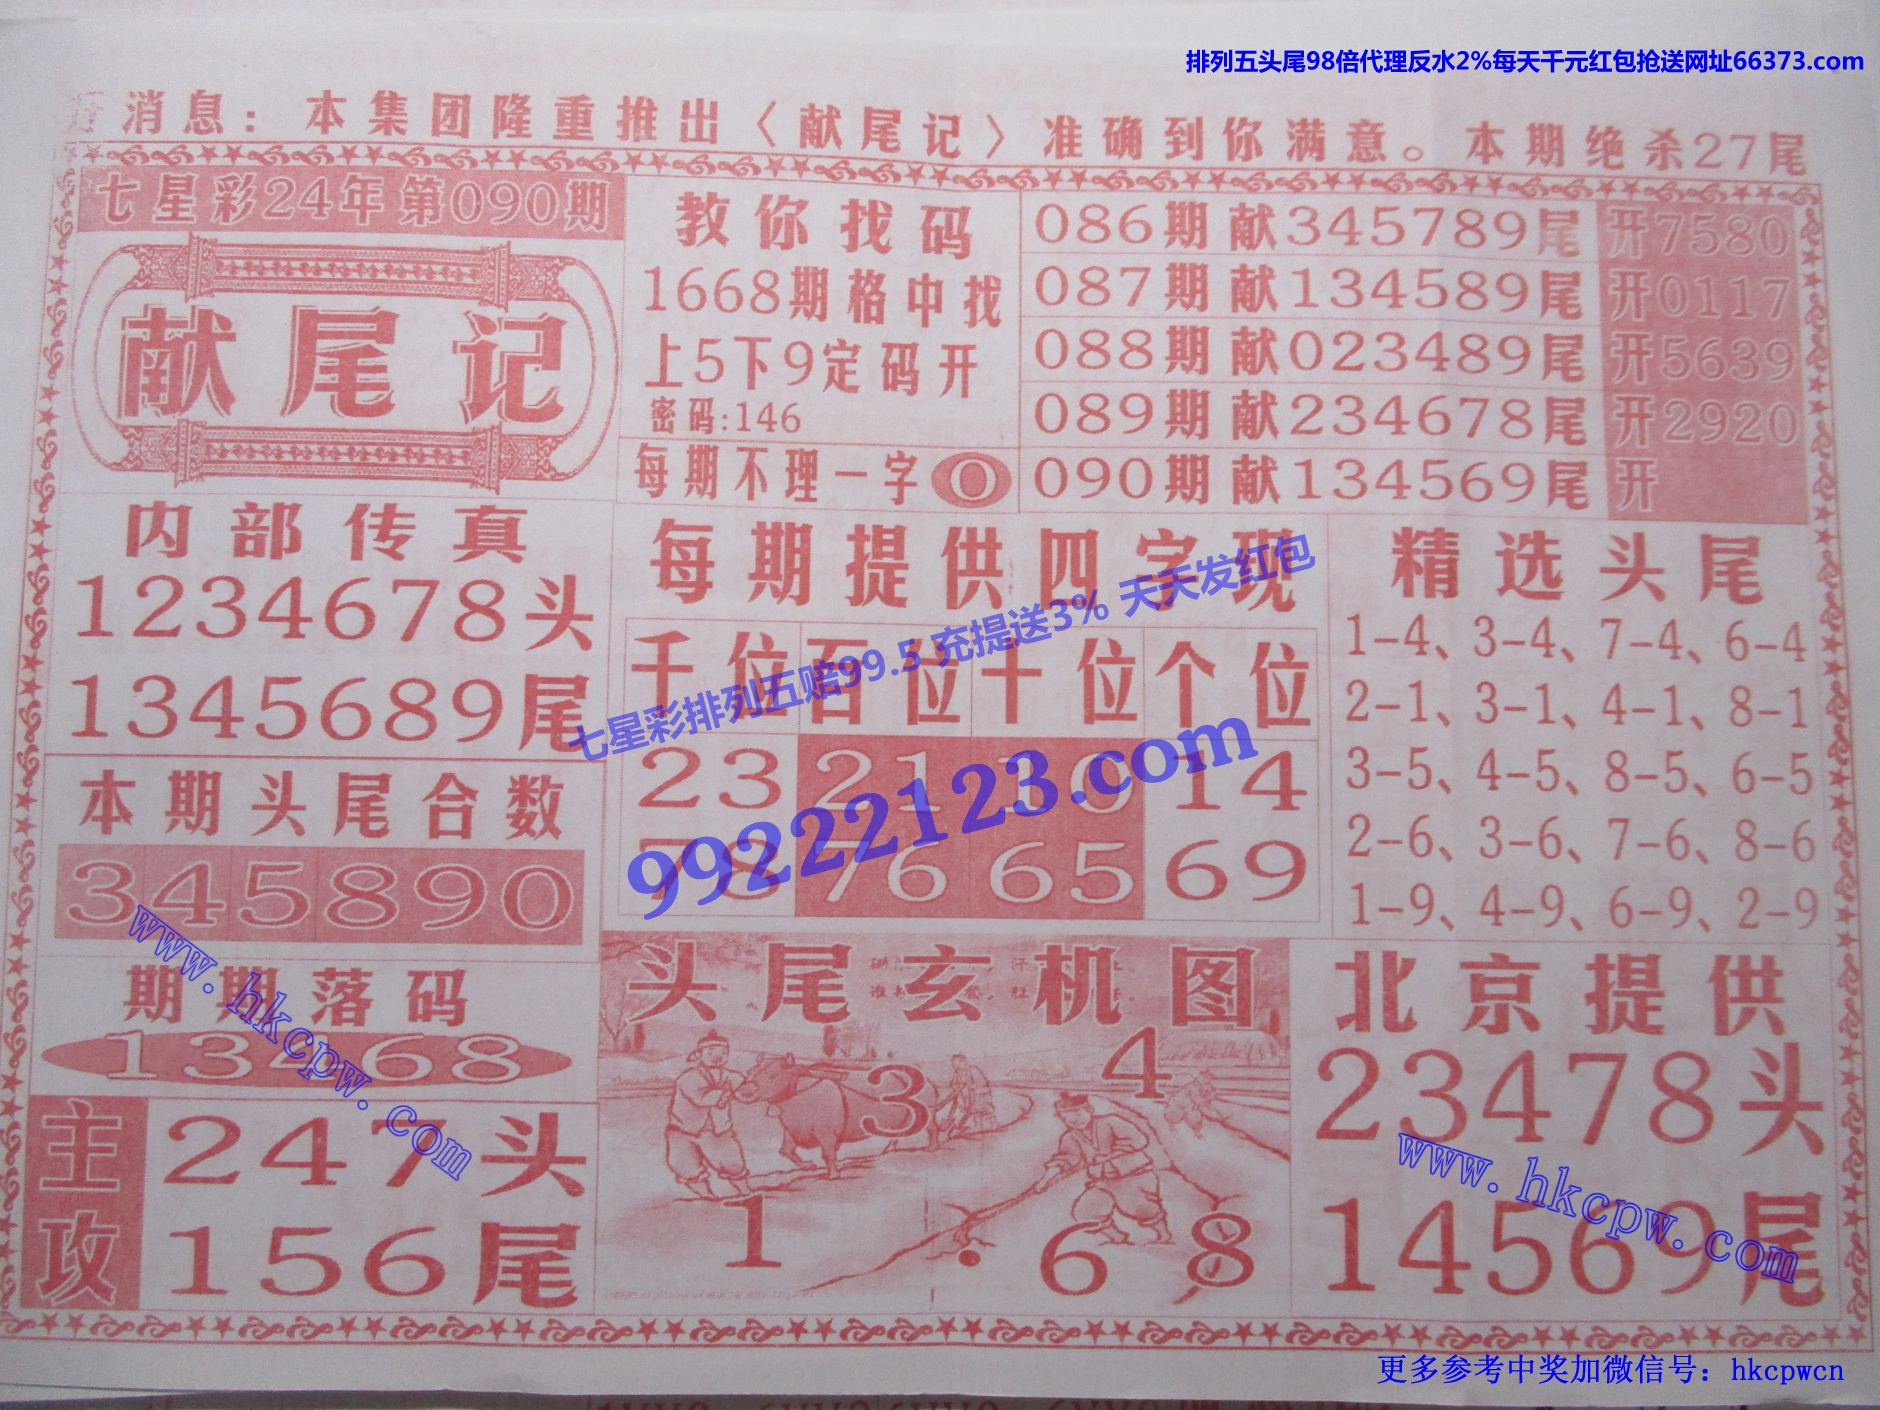 排列五头尾98倍代理反水2%每天千元红包抢送网址66373.com
消息：本集团隆重推出〈献尾记〉准确到你满意。本期绝杀27尾
七星彩24年第090期
献尾记
教你找码
1668期格中找
上5下9定码开
密码:146
每期不理一字0
086期献345789尾 开7580
087期献134589尾 开0117
088期献023489尾 开5639
089期献234678尾 开2920
090期献134569尾 开
内部传真
1234678头
1345689尾
每期提供四字现
千位 百位 十位 个位
23 21 10 14
78 76 65 69
精选头尾
1-4、3-4、7-4、6-4
2-1、3-1、4-1、8-1
3-5、4-5、8-5、6-5
2-6、3-6、7-6、8-6
1-9、4-9、6-9、2-9
七星彩排列五赔99.5 充提送3% 天天发红包
99222123.com
本期头尾合数
345890
期期落码
13468
www.hkcpw.com
主攻
247头
156尾
头尾玄机图
3
4
1
6
8
北京提供
23478头
14569尾
www.hkcpw.com
更多参考中奖加微信号：hkcpwcn